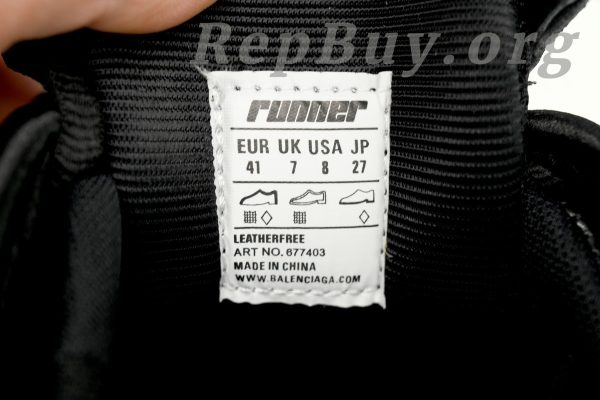 RepBuy.org
runner
EUR UK USA JP
41 7 8 27
LEATHERFREE
ART NO. 677403
MADE IN CHINA
WWW.BALENCIAGA.COM